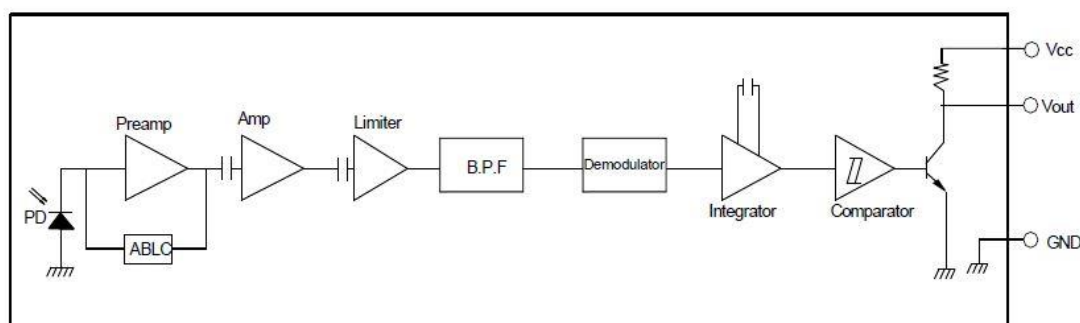 Vcc
Vout
Preamp
Amp
Limiter
B.P.F
Demodulator
Integrator
Comparator
PD
ABLC
GND